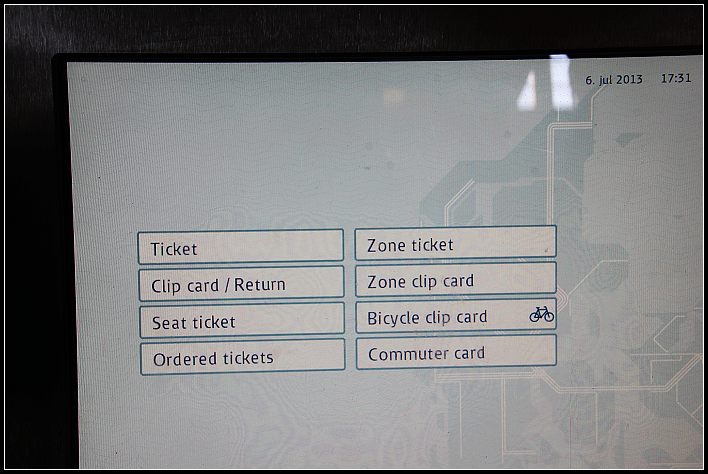 6. jul 2013 17:31
Ticket
Zone ticket
Clip card / Return
Zone clip card
Seat ticket
Bicycle clip card
Ordered tickets
Commuter card